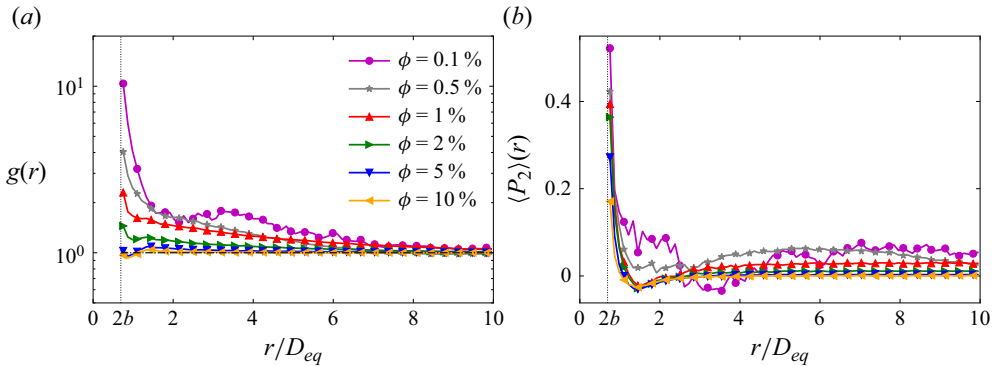 (a)
10¹
10⁰
g(r)
ϕ = 0.1 %
ϕ = 0.5 %
ϕ = 1 %
ϕ = 2 %
ϕ = 5 %
ϕ = 10 %
0 2b 2 4 6 8 10
r/D_eq
(b)
0.4
0.2
0
⟨P₂⟩(r)
0 2b 2 4 6 8 10
r/D_eq